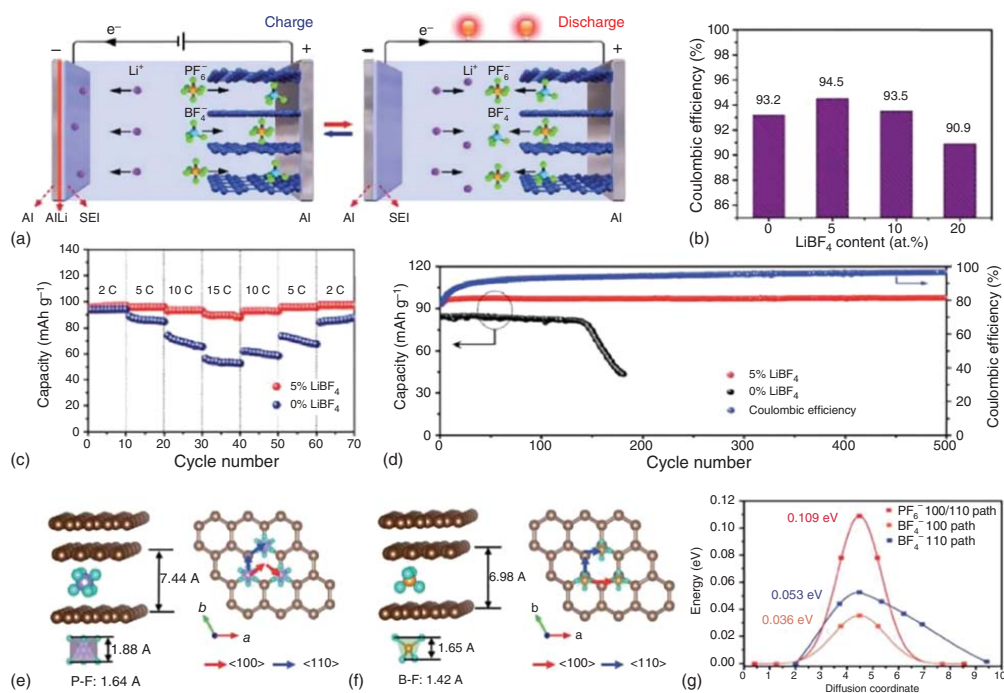 Charge
Discharge
e−
e−
−
+
−
+
Li+
PF6−
BF4−
Li+
PF6−
BF4−
Al
AlLi
SEI
Al
Al
SEI
Al
(a)
Coulombic efficiency (%)
100
98
96
94
92
90
88
86
93.2
94.5
93.5
90.9
0
5
10
20
LiBF4 content (at.%)
(b)
Capacity (mAh g−1)
140
120
100
80
60
40
20
0
2 C
5 C
10 C
15 C
10 C
5 C
2 C
5% LiBF4
0% LiBF4
0 10 20 30 40 50 60 70
Cycle number
(c)
Capacity (mAh g−1)
120
90
60
30
0
5% LiBF4
0% LiBF4
Coulombic efficiency
100
80
60
40
20
0
Coulombic efficiency (%)
0 100 200 300 400 500
Cycle number
(d)
7.44 A
1.88 A
P-F: 1.64 A
b
a
<100>
<110>
(e)
6.98 A
1.65 A
B-F: 1.42 A
b
a
<100>
<110>
(f)
Energy (eV)
0.12
0.10
0.08
0.06
0.04
0.02
0.00
PF6− 100/110 path
BF4− 100 path
BF4− 110 path
0.109 eV
0.053 eV
0.036 eV
0 1 2 3 4 5 6 7 8 9 10
Diffusion coordinate
(g)